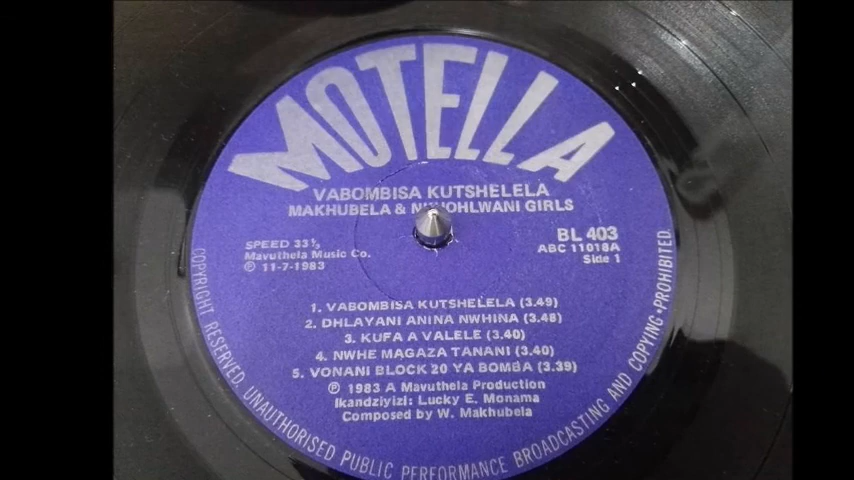 MOTELLA
VABOMBISA KUTSHELELA
MAKHUBELA & GIRLS
SPEED 33⅓
Mavuthela Music Co.
℗ 11-7-1983
BL 403
ABC 11018A
Side 1
1. VABOMBISA KUTSHELELA (3.49)
2. DHLAYANI ANINA NWHINA (3.48)
3. KUFA A VALELE (3.40)
4. NWHE MAGAZA TANANI (3.40)
5. VONANI BLOCK 20 YA BOMBA (3.39)
℗ 1983 A Mavuthela Production
Ikandziyizi: Lucky E. Monama
Composed by W. Makhubela
COPYRIGHT RESERVED. UNAUTHORISED PUBLIC PERFORMANCE BROADCASTING AND COPYING PROHIBITED.